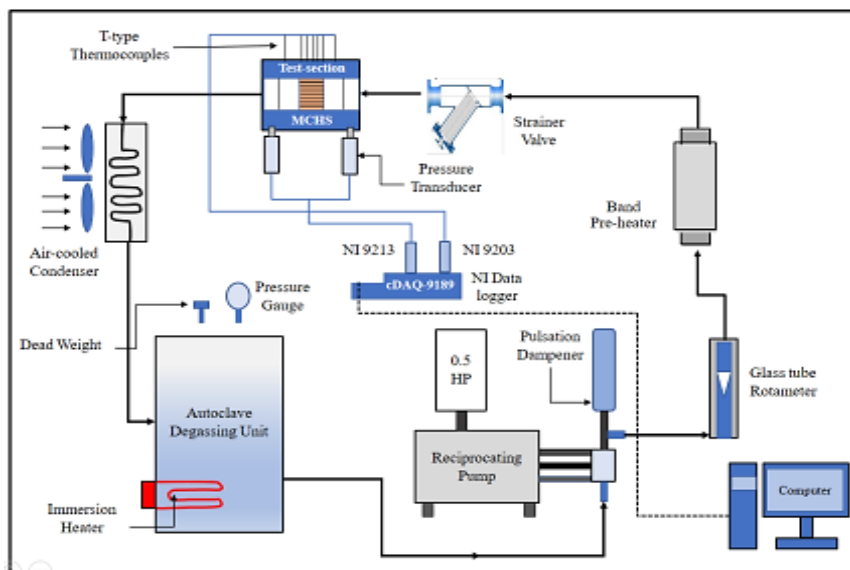 T-type
Thermocouples
Test-section
MCHS
Strainer
Valve
Pressure
Transducer
Band
Pre-heater
Air-cooled
Condenser
NI 9213
NI 9203
cDAQ-9189
NI Data
logger
Pressure
Gauge
Dead Weight
Pulsation
Dampener
0.5
HP
Glass tube
Rotameter
Autoclave
Degassing Unit
Reciprocating
Pump
Computer
Immersion
Heater